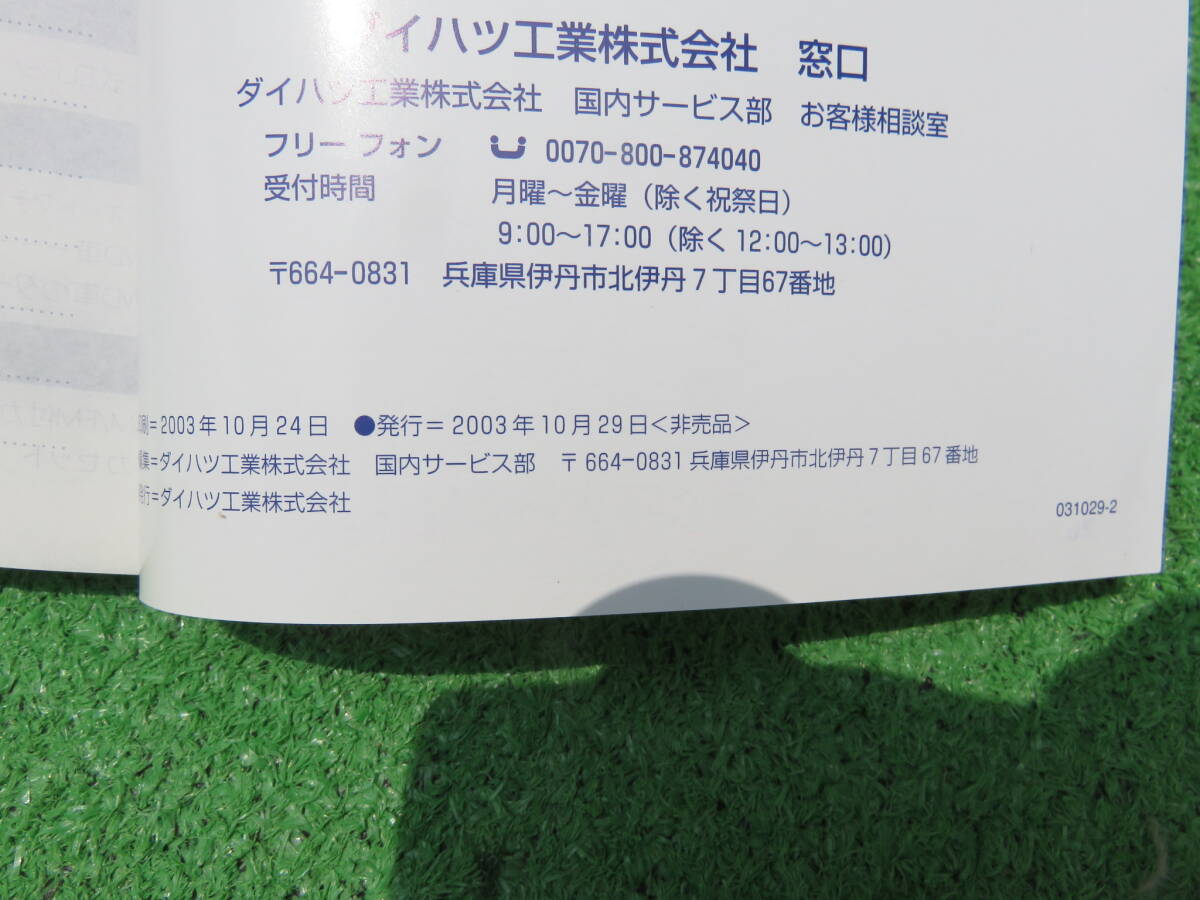 イハツ工業株式会社 窓口
ダイハツ工業株式会社 国内サービス部 お客様相談室
フリーフォン 0070-800-874040
受付時間 月曜～金曜（除く祝祭日）
9:00～17:00（除く12:00～13:00）
〒664-0831 兵庫県伊丹市北伊丹7丁目67番地
=2003年10月24日 ●発行=2003年10月29日<非売品>
集=ダイハツ工業株式会社 国内サービス部 〒664-0831兵庫県伊丹市北伊丹7丁目67番地
行=ダイハツ工業株式会社
031029-2